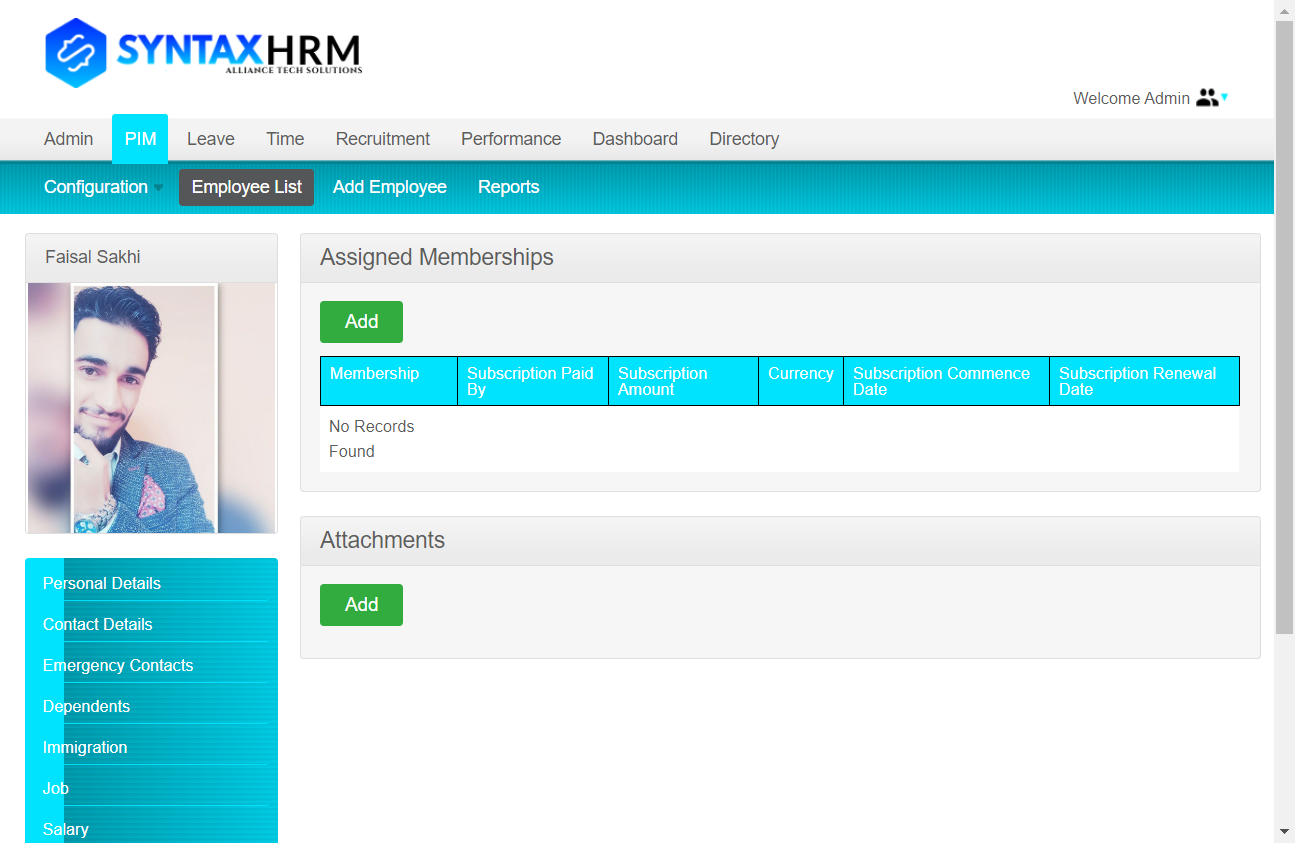 SYNTAXHRM
ALLIANCE TECH SOLUTIONS
Welcome Admin
Admin PIM Leave Time Recruitment Performance Dashboard Directory
Configuration Employee List Add Employee Reports
Faisal Sakhi
Assigned Memberships
Add
Membership Subscription Paid By Subscription Amount Currency Subscription Commence Date Subscription Renewal Date
No Records
Found
Attachments
Add
Personal Details
Contact Details
Emergency Contacts
Dependents
Immigration
Job
Salary